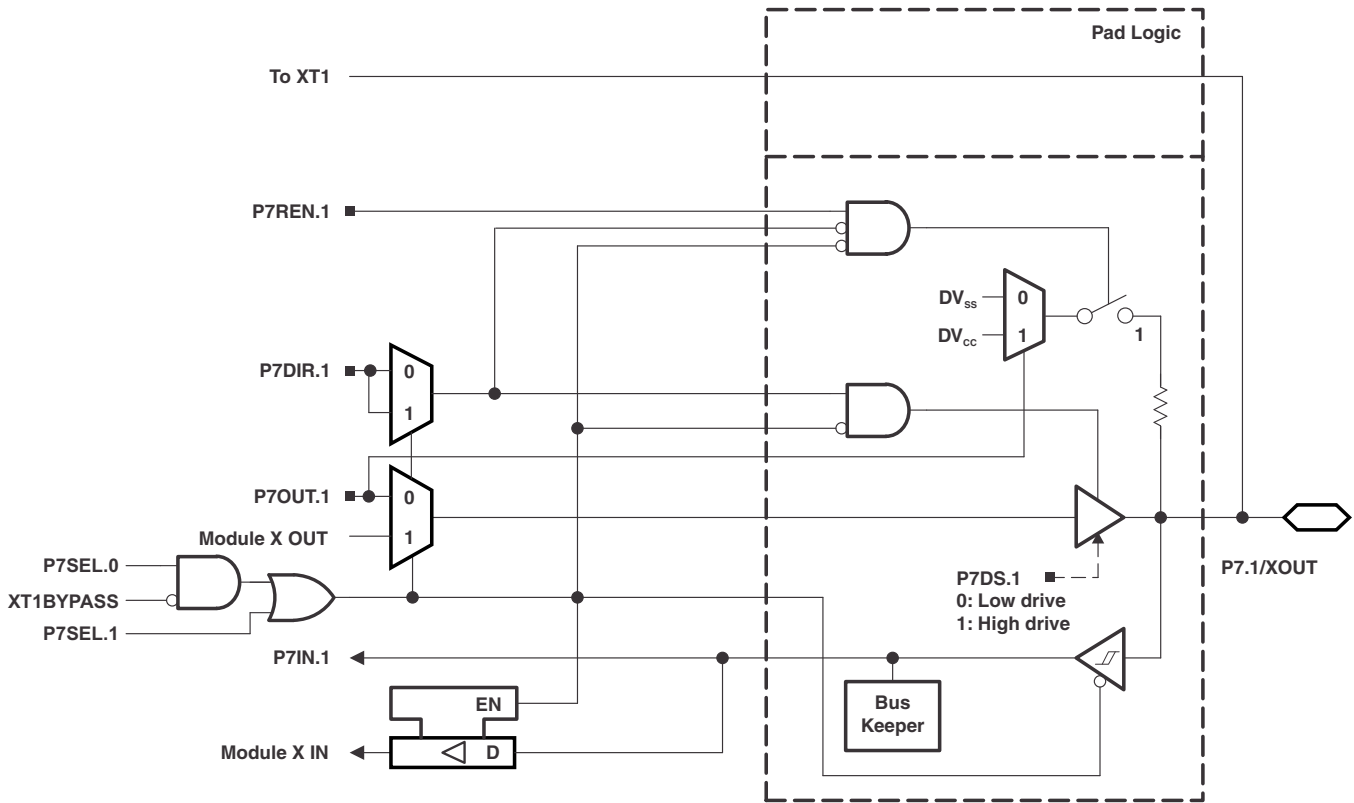 Pad Logic
To XT1
P7REN.1
DVSS
0
DVCC
1
1
P7DIR.1
0
1
P7OUT.1
0
Module X OUT
1
P7SEL.0
XT1BYPASS
P7SEL.1
P7DS.1
0: Low drive
1: High drive
P7.1/XOUT
P7IN.1
EN
Bus
Keeper
Module X IN
D